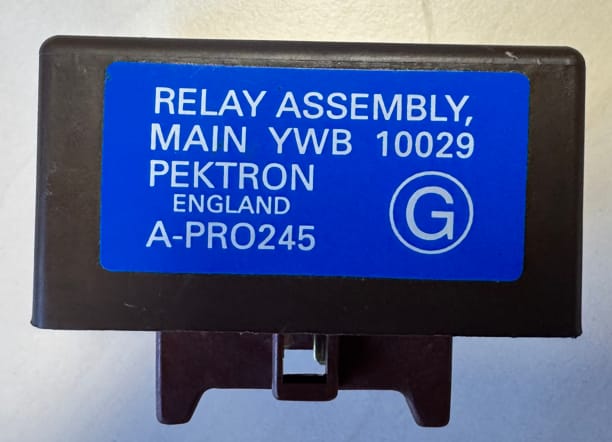 RELAY ASSEMBLY,
MAIN YWB 10029
PEKTRON
ENGLAND
A-PRO245
G